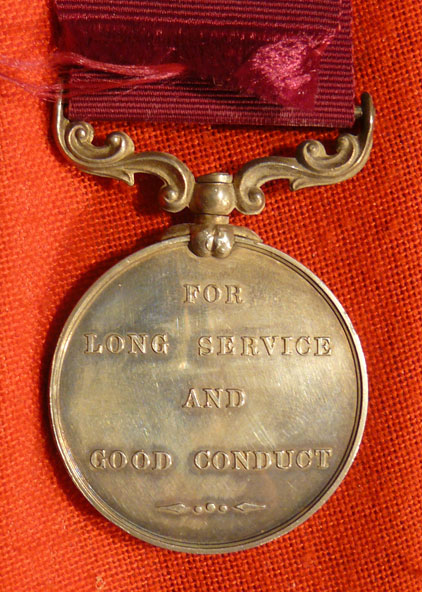 FOR
LONG SERVICE
AND
GOOD CONDUCT